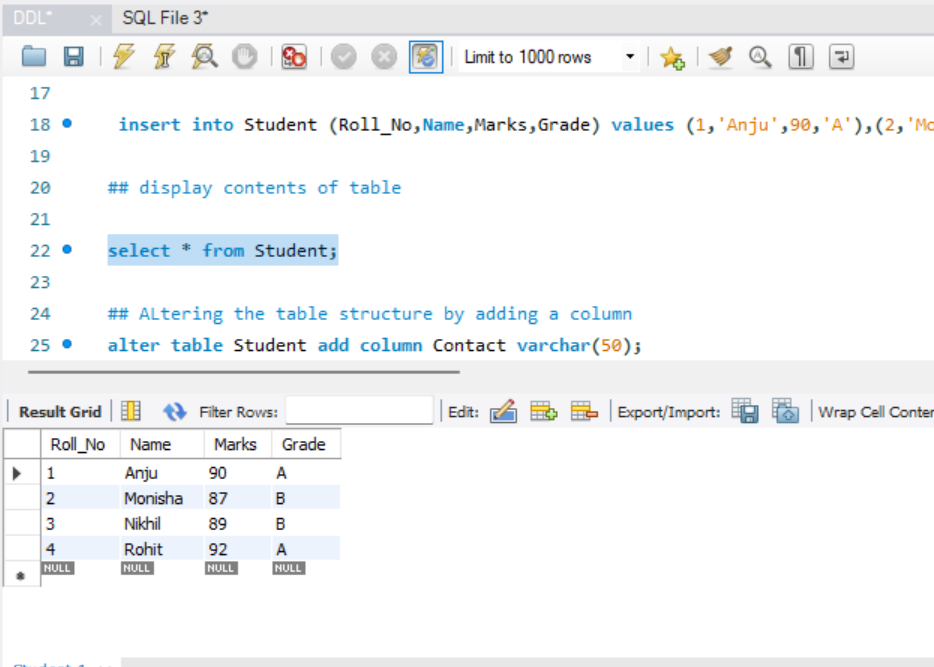 DDL* SQL File 3*
Limit to 1000 rows
17
18 insert into Student (Roll_No,Name,Marks,Grade) values (1,'Anju',90,'A'),(2,'Mo
19
20 ## display contents of table
21
22 select * from Student;
23
24 ## ALtering the table structure by adding a column
25 alter table Student add column Contact varchar(50);
Result Grid Filter Rows: Edit: Export/Import: Wrap Cell Conter
Roll_No Name Marks Grade
1 Anju 90 A
2 Monisha 87 B
3 Nikhil 89 B
4 Rohit 92 A
NULL NULL NULL NULL